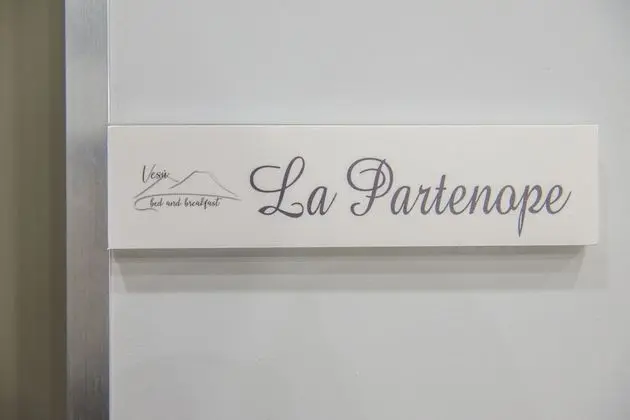 Vesù
bed and breakfast
La Partenope